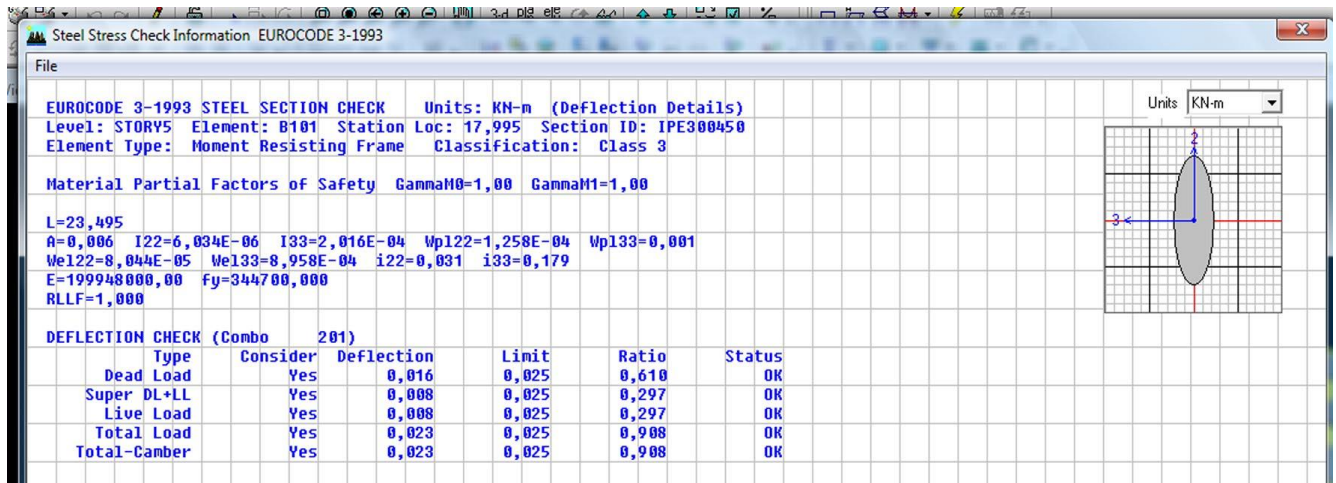 3-d
Steel Stress Check Information EUROCODE 3-1993
File
Units KN-m
EUROCODE 3-1993 STEEL SECTION CHECK Units: KN-m (Deflection Details)
Level: STORY5 Element: B101 Station Loc: 17,995 Section ID: IPE300450
Element Type: Moment Resisting Frame Classification: Class 3
Material Partial Factors of Safety GammaM0=1,00 GammaM1=1,00
L=23,495
A=0,006 I22=6,034E-06 I33=2,016E-04 Wpl22=1,258E-04 Wpl33=0,001
Wel22=8,044E-05 Wel33=8,958E-04 i22=0,031 i33=0,179
E=199948000,00 fy=344700,000
RLLF=1,000
DEFLECTION CHECK (Combo 201)
Type Consider Deflection Limit Ratio Status
Dead Load Yes 0,016 0,025 0,610 OK
Super DL+LL Yes 0,008 0,025 0,297 OK
Live Load Yes 0,008 0,025 0,297 OK
Total Load Yes 0,023 0,025 0,908 OK
Total-Camber Yes 0,023 0,025 0,908 OK
2
3